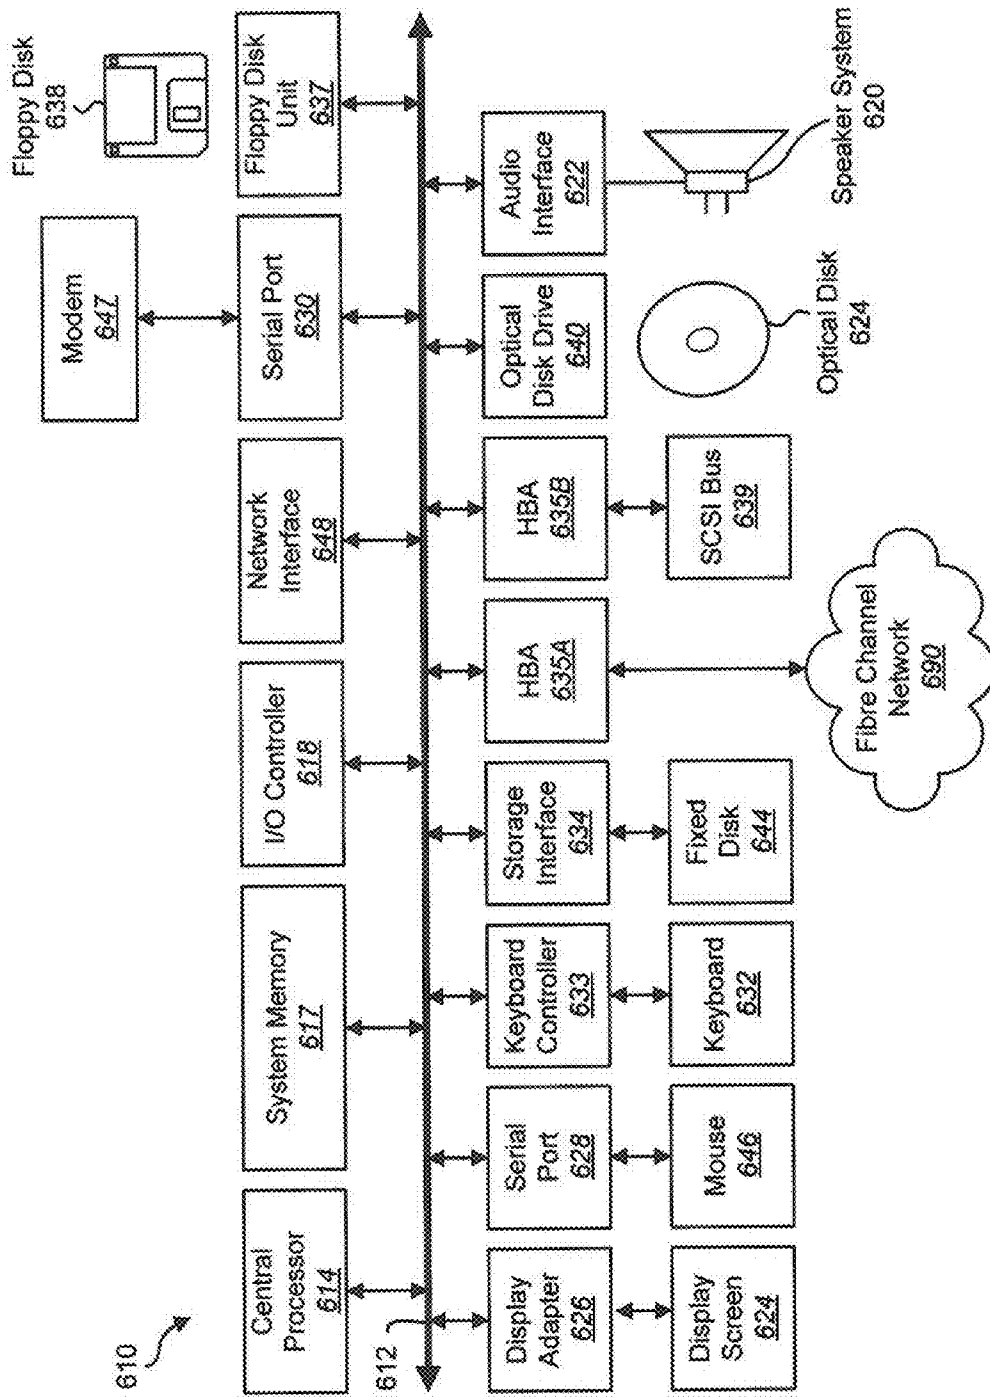 610
Central
Processor
614
System Memory
617
I/O Controller
618
Network
Interface
648
Modem
647
Serial Port
630
Floppy Disk
638
Floppy Disk
Unit
637
612
Display
Adapter
626
Serial
Port
628
Keyboard
Controller
633
Storage
Interface
634
HBA
635A
HBA
635B
Optical
Disk Drive
640
Audio
Interface
622
Display
Screen
624
Mouse
646
Keyboard
632
Fixed
Disk
644
Fibre Channel
Network
690
SCSI Bus
639
Optical Disk
624
Speaker System
620